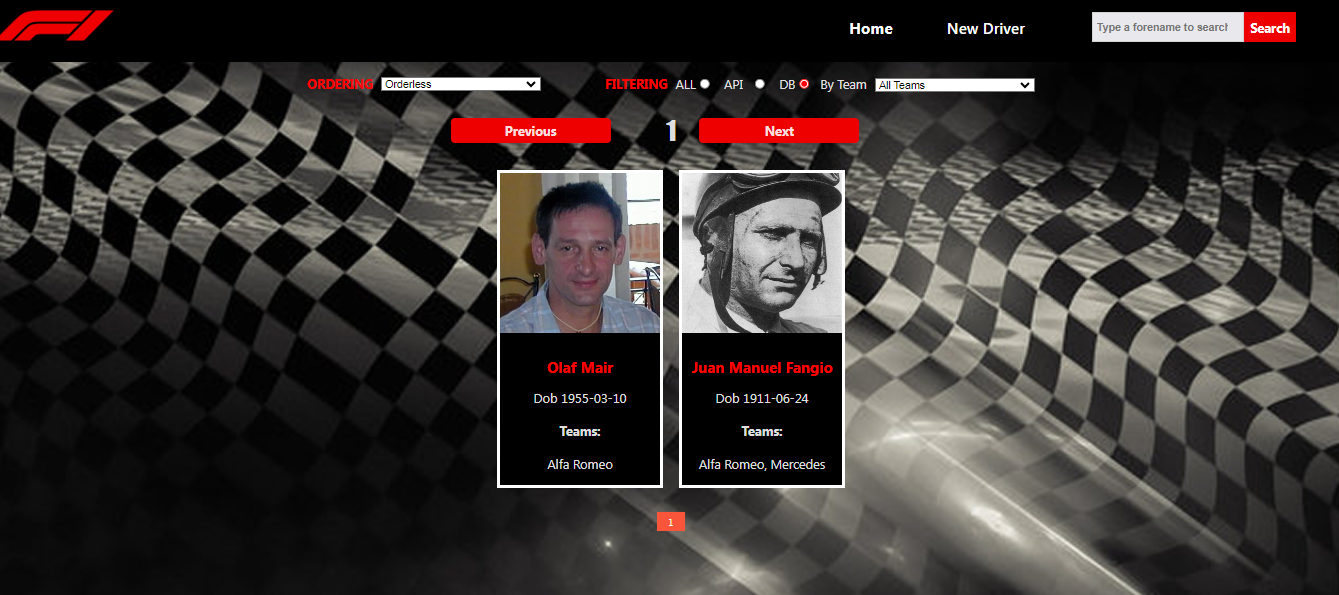 Home New Driver Type a forename to search Search
ORDERING Orderless FILTERING ALL API DB By Team All Teams
Previous 1 Next
Olaf Mair
Dob 1955-03-10
Teams:
Alfa Romeo
Juan Manuel Fangio
Dob 1911-06-24
Teams:
Alfa Romeo, Mercedes
1